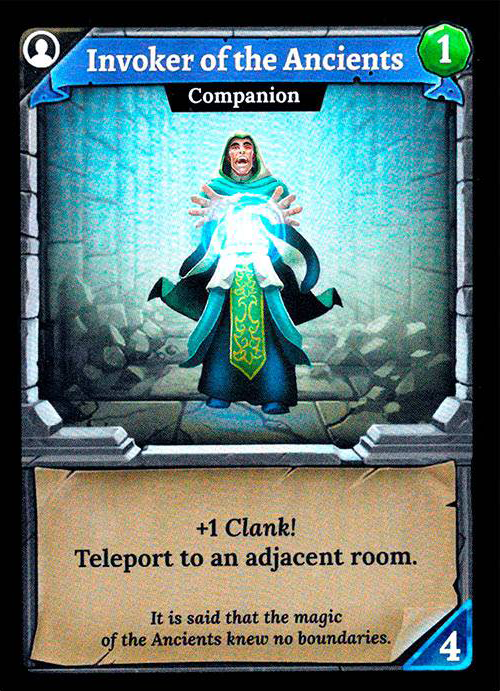 Invoker of the Ancients
1
Companion
+1 Clank!
Teleport to an adjacent room.
It is said that the magic
of the Ancients knew no boundaries.
4